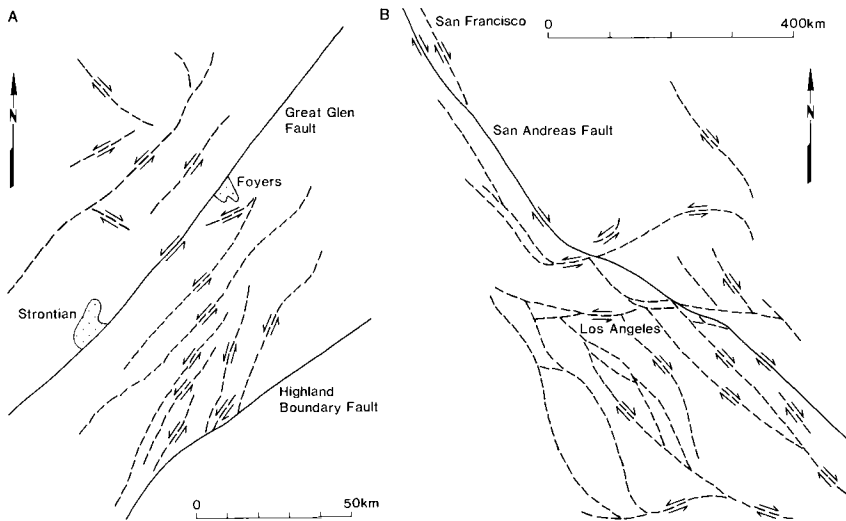 A
N
Great Glen
Fault
Foyers
Strontian
Highland
Boundary Fault
0
50km
B
San Francisco
0
400km
N
San Andreas Fault
Los Angeles